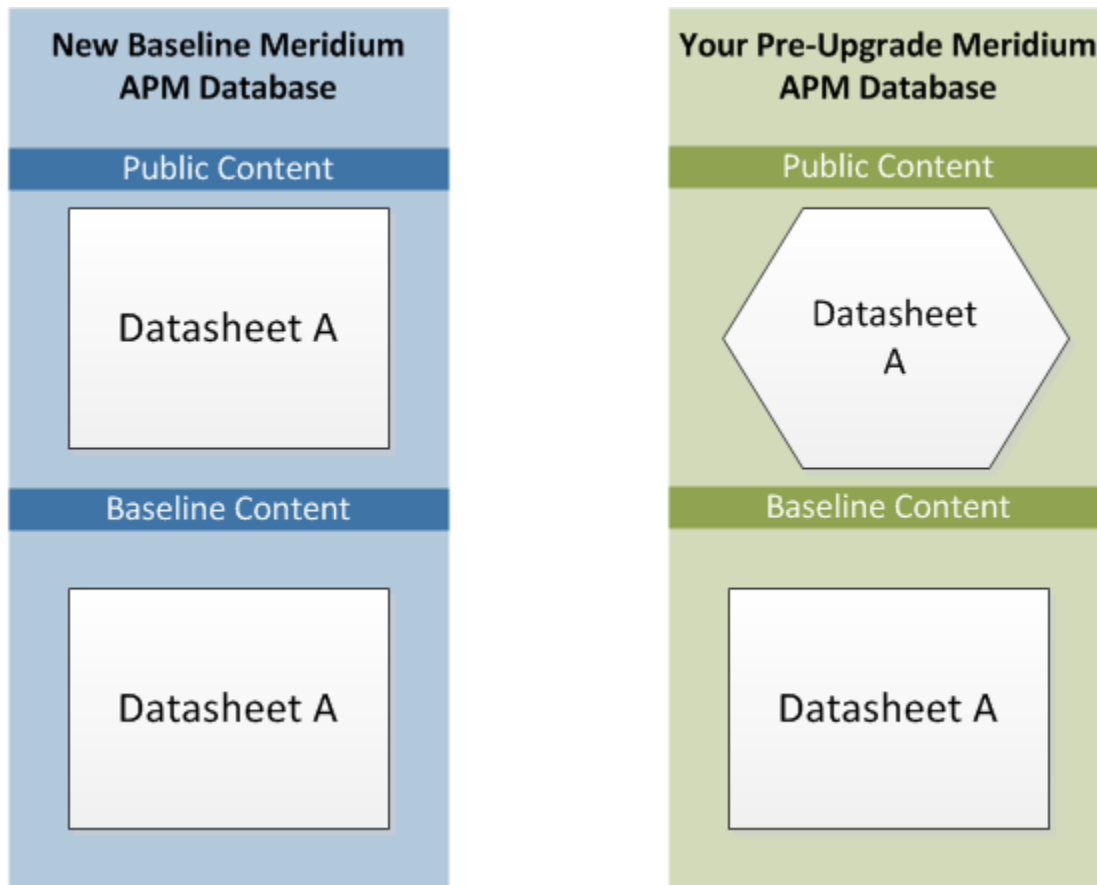 New Baseline Meridium
APM Database
Public Content
Datasheet A
Baseline Content
Datasheet A
Your Pre-Upgrade Meridium
APM Database
Public Content
Datasheet
A
Baseline Content
Datasheet A